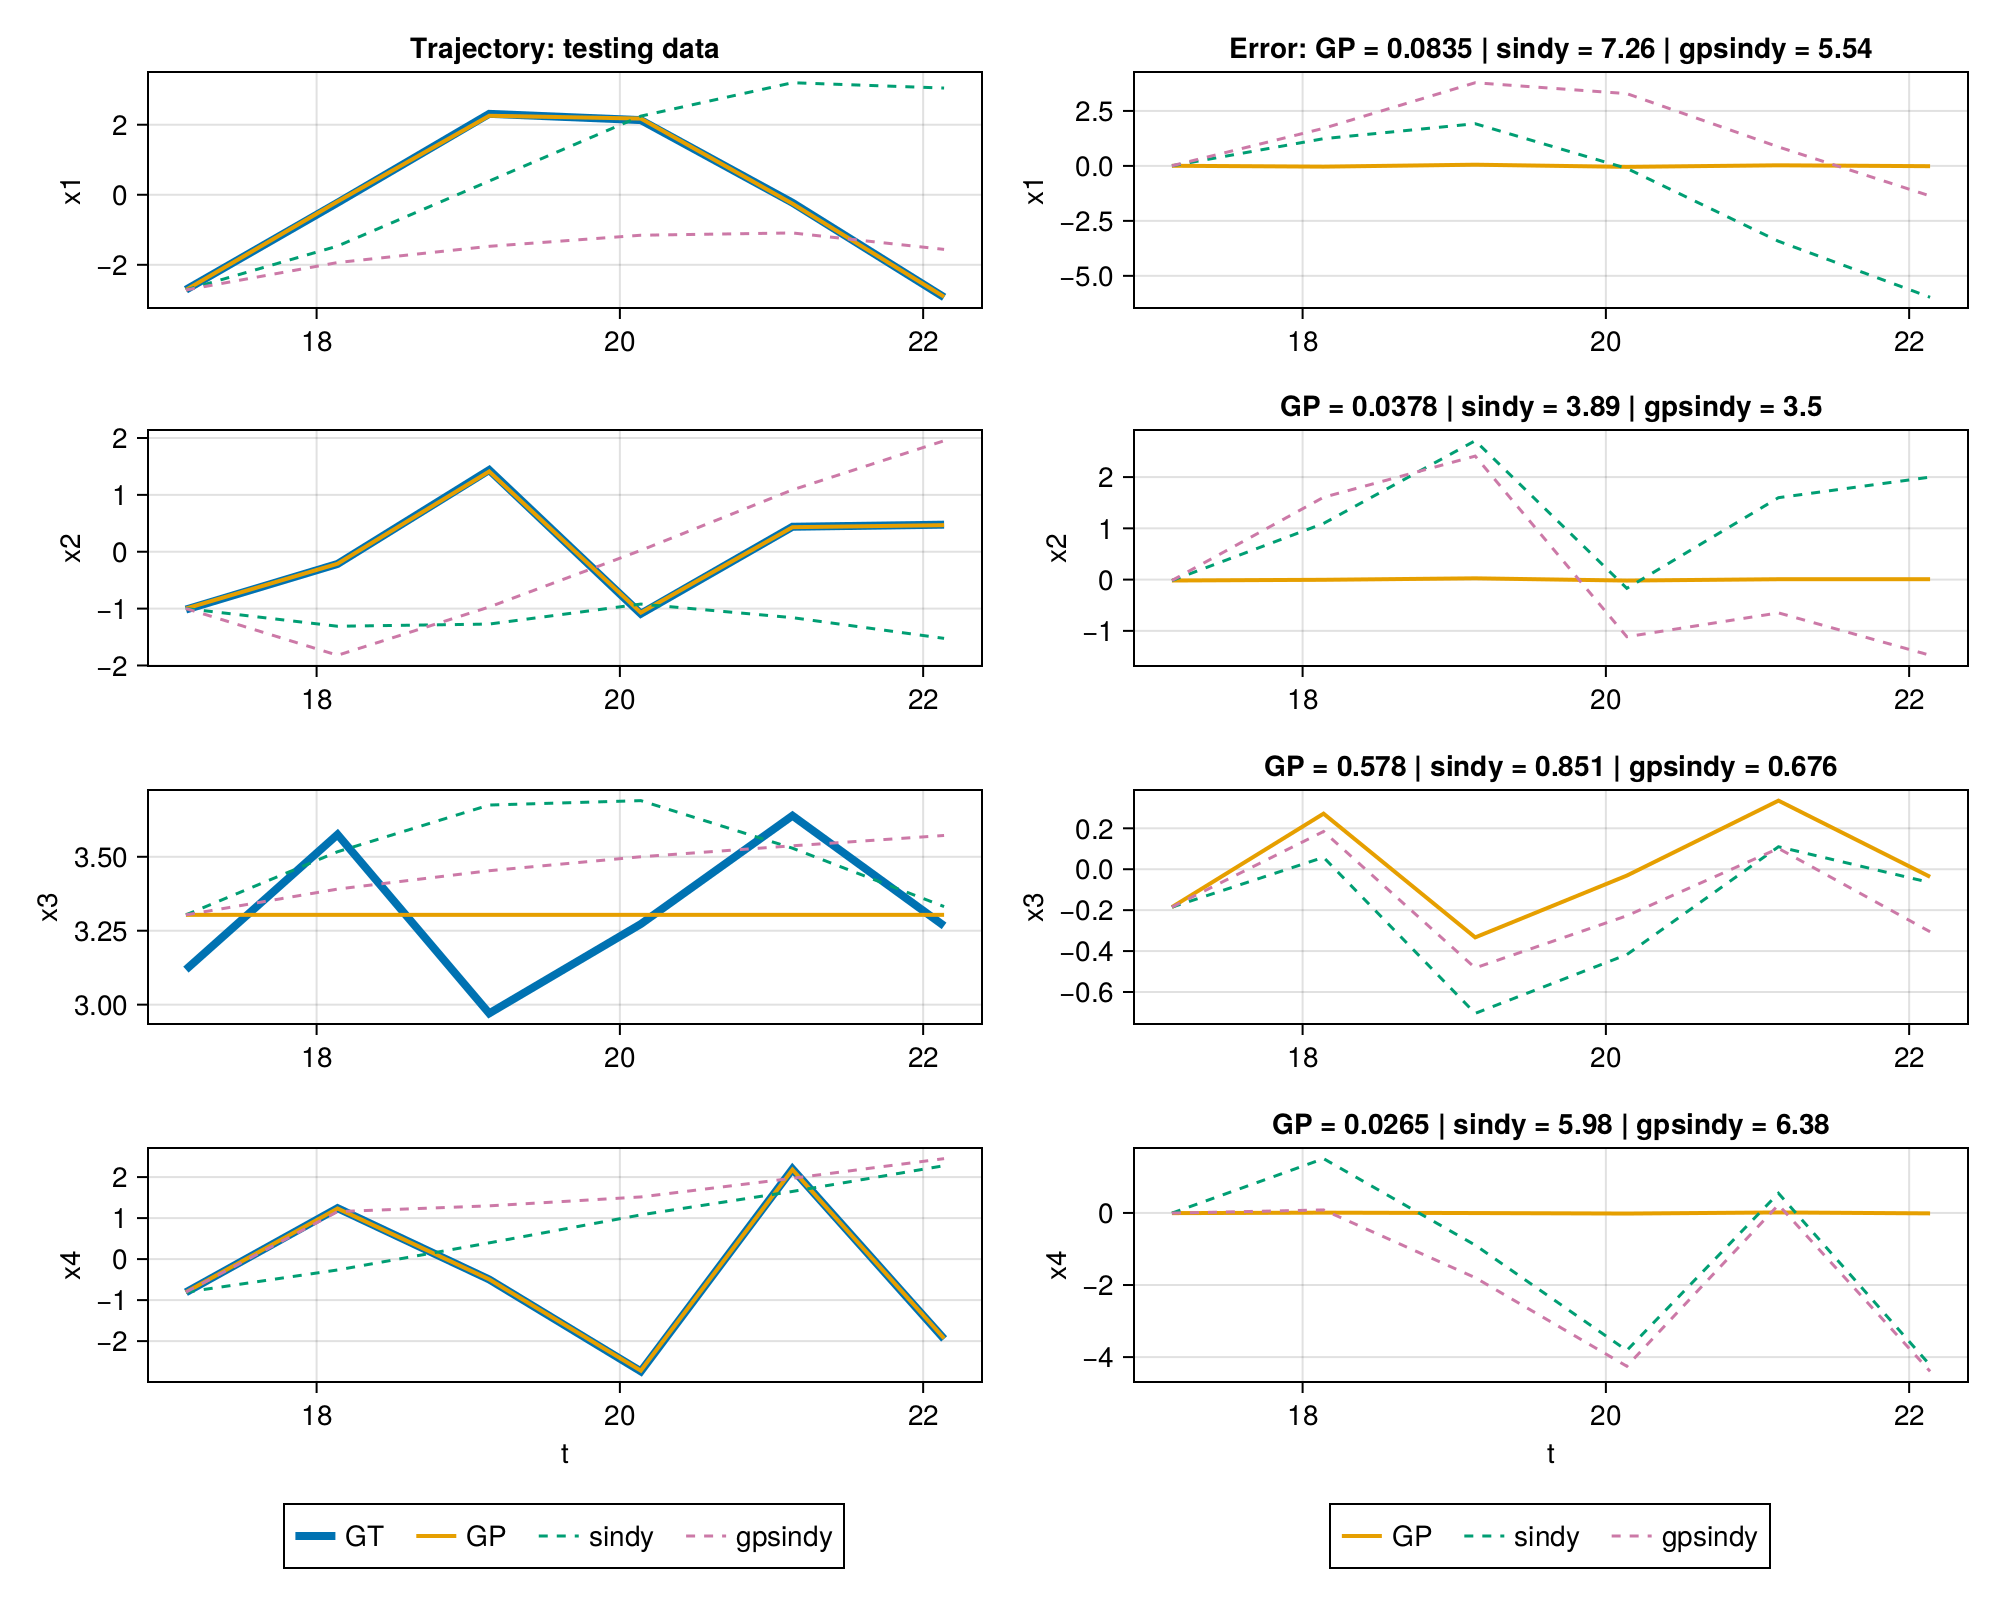 Trajectory: testing data
x1
2
0
−2
18 20 22
Error: GP = 0.0835 | sindy = 7.26 | gpsindy = 5.54
x1
2.5
0.0
−2.5
−5.0
18 20 22
x2
2
1
0
−1
−2
18 20 22
GP = 0.0378 | sindy = 3.89 | gpsindy = 3.5
x2
2
1
0
−1
18 20 22
x3
3.50
3.25
3.00
18 20 22
GP = 0.578 | sindy = 0.851 | gpsindy = 0.676
x3
0.2
0.0
−0.2
−0.4
−0.6
18 20 22
x4
2
1
0
−1
−2
18 20 22
t
GP = 0.0265 | sindy = 5.98 | gpsindy = 6.38
x4
0
−2
−4
18 20 22
t
GT GP sindy gpsindy
GP sindy gpsindy